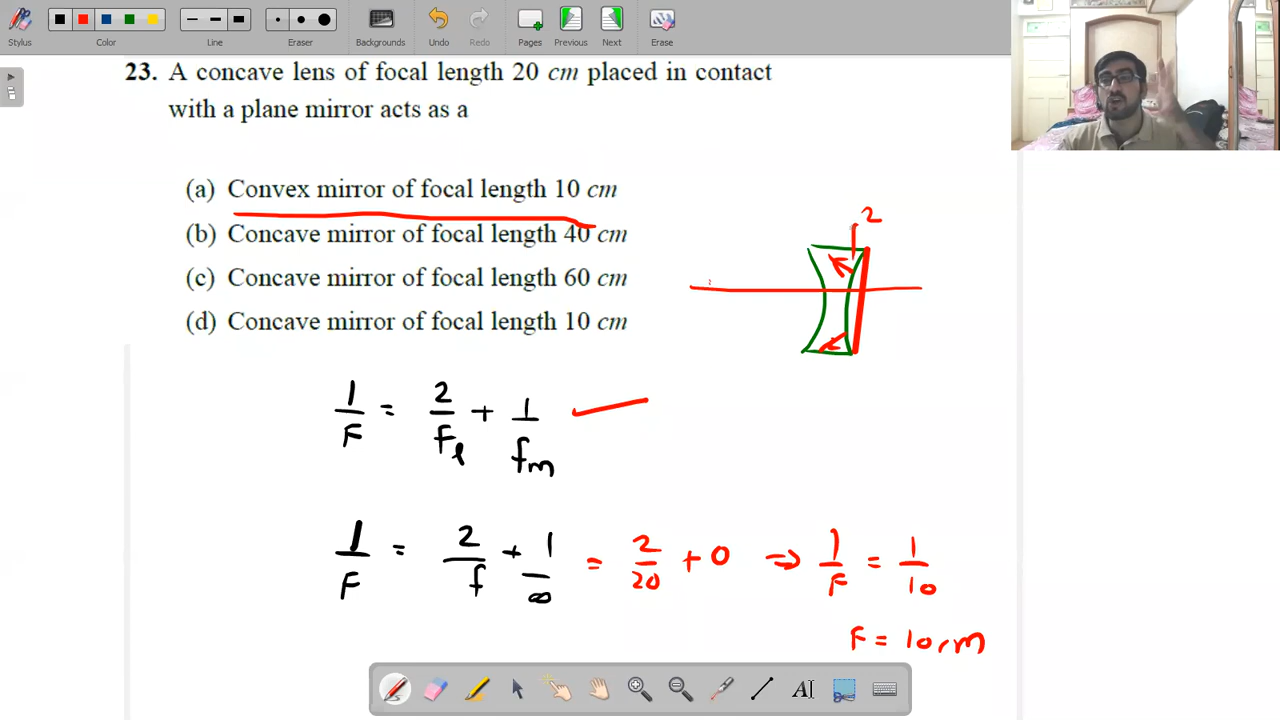 Stylus
Color
Line
Eraser
Backgrounds
Undo
Redo
Pages
Previous
Next
Erase
23. A concave lens of focal length 20 cm placed in contact
with a plane mirror acts as a
(a) Convex mirror of focal length 10 cm
(b) Concave mirror of focal length 40 cm
(c) Concave mirror of focal length 60 cm
(d) Concave mirror of focal length 10 cm
2
1/F = 2/Fl + 1/fm
1/F = 2/f + 1/∞ = 2/20 + 0 ⇒ 1/F = 1/10
F = 10 cm
AI